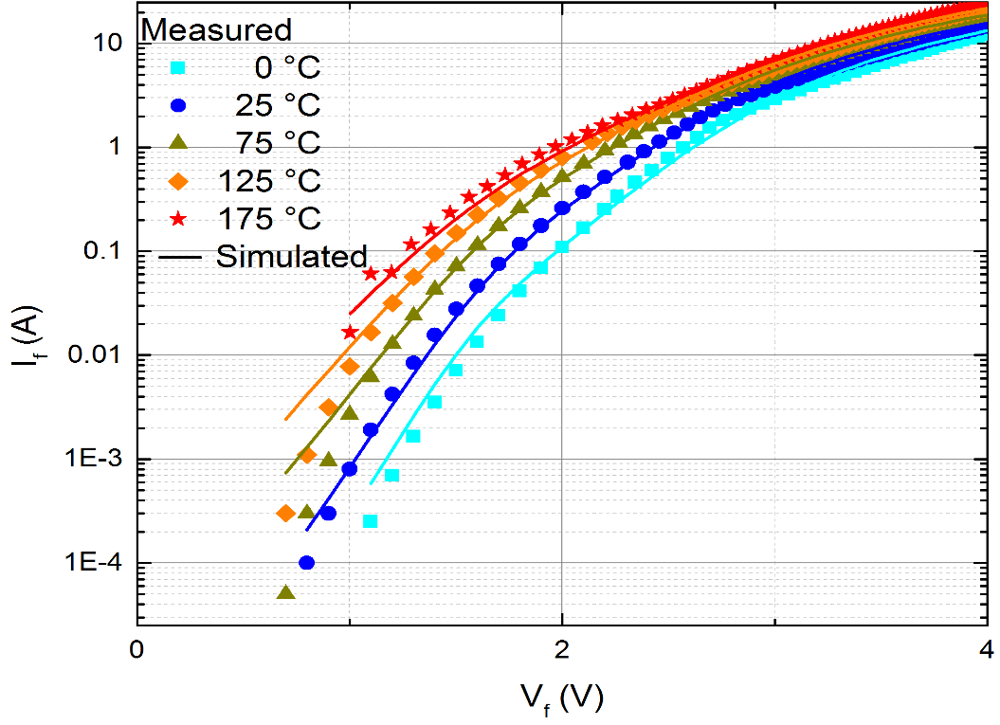 Measured
0 °C
25 °C
75 °C
125 °C
175 °C
Simulated
10
1
0.1
0.01
1E-3
1E-4
I_f (A)
0
2
3
4
V_f (V)